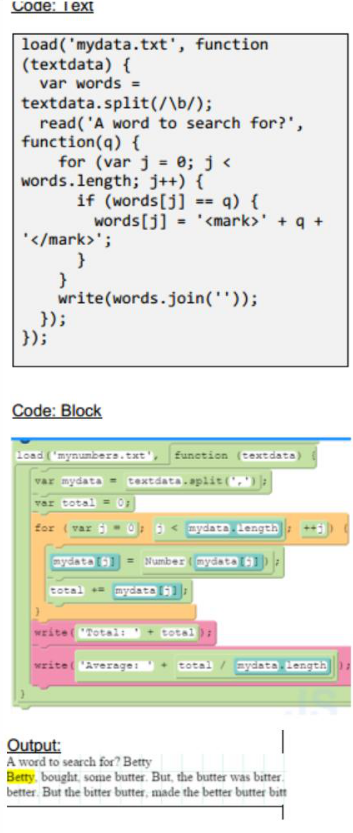 Code: Text
load('mydata.txt', function
(textdata) {
var words =
textdata.split(/\b/);
read('A word to search for?',
function(q) {
for (var j = 0; j <
words.length; j++) {
if (words[j] == q) {
words[j] = '<mark>' + q +
'</mark>';
}
}
write(words.join(''));
});
});
Code: Block
load('mynumbers.txt', function (textdata) {
var mydata = textdata.split(',');
var total = 0;
for (var j = 0; j < mydata.length; ++j) {
mydata[j] = Number(mydata[j]);
total += mydata[j];
}
write('Total: ' + total);
write('Average: ' + total / mydata.length);
}
Output:
A word to search for? Betty
Betty, bought, some butter. But, the butter was bitter.
better. But the bitter butter, made the better butter bitt